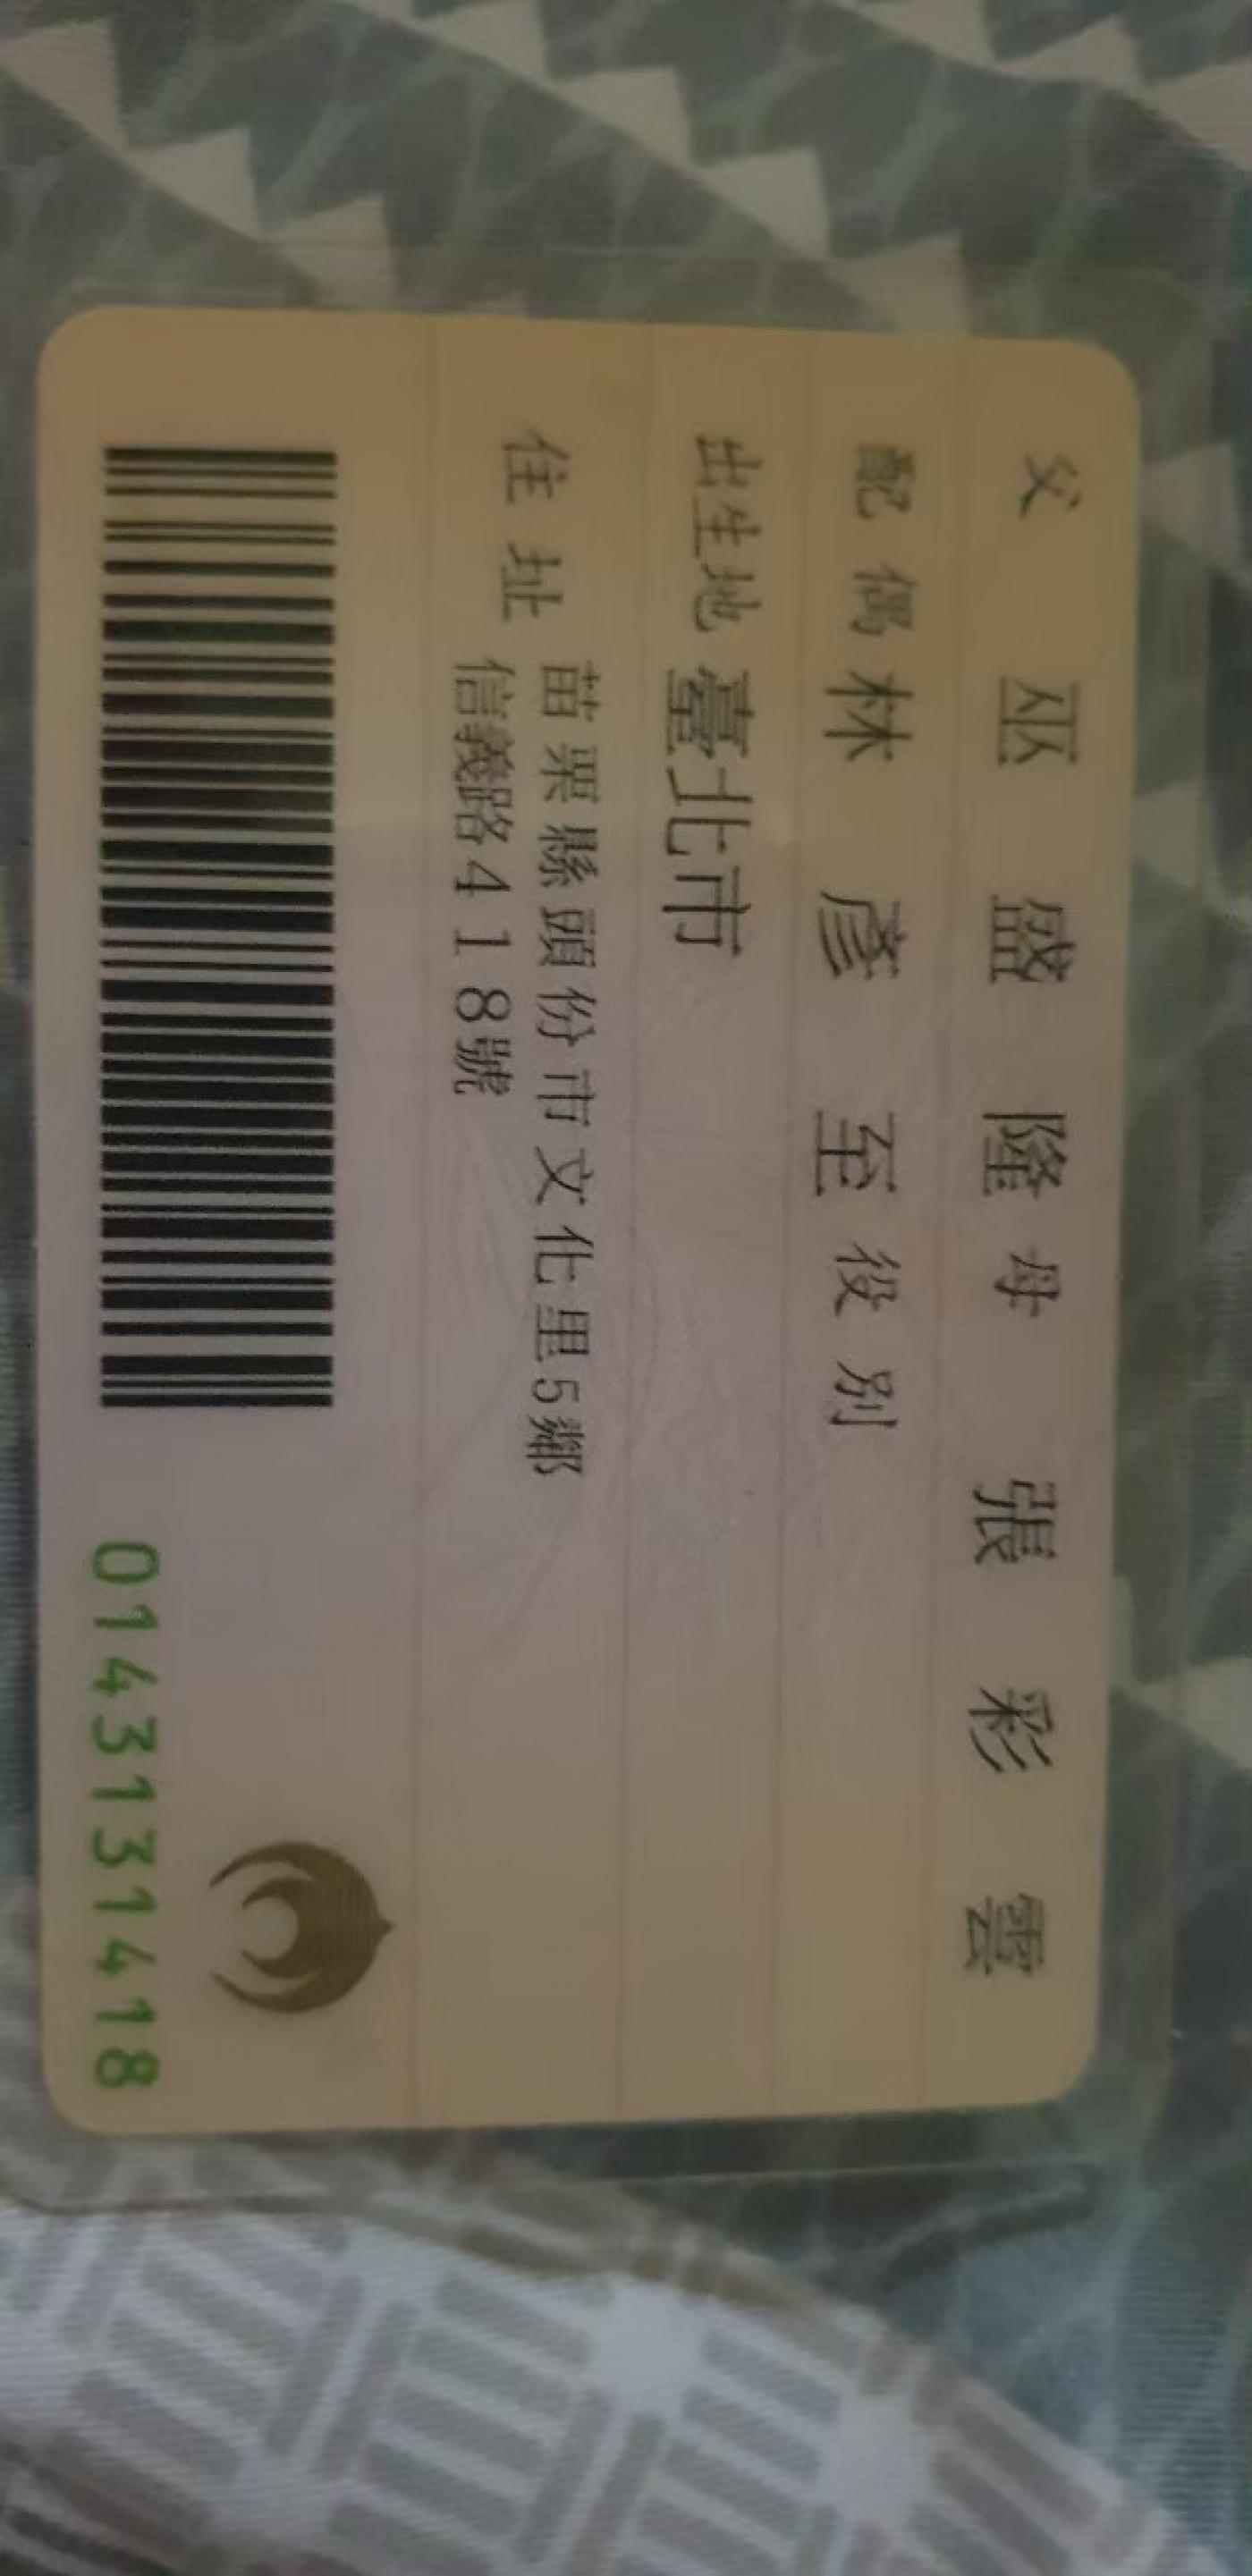 父 巫盛隆 母 張彩雲
配偶 林彥至 役別
出生地 臺北市
住址 苗栗縣頭份市文化里5鄰
信義路418號
0143131418